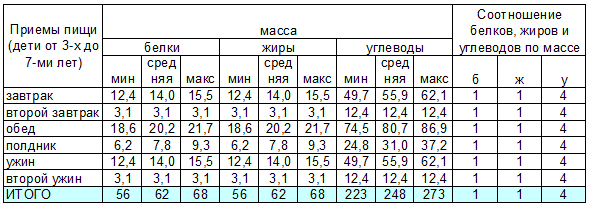 Приемы пищи (дети от 3-х до 7-ми лет) масса Соотношение белков, жиров и углеводов по массе
белки жиры углеводы
мин сред няя макс мин сред няя макс мин сред няя макс б ж у
завтрак 12,4 14,0 15,5 12,4 14,0 15,5 49,7 55,9 62,1 1 1 4
второй завтрак 3,1 3,1 3,1 3,1 3,1 3,1 12,4 12,4 12,4 1 1 4
обед 18,6 20,2 21,7 18,6 20,2 21,7 74,5 80,7 86,9 1 1 4
полдник 6,2 7,8 9,3 6,2 7,8 9,3 24,8 31,0 37,2 1 1 4
ужин 12,4 14,0 15,5 12,4 14,0 15,5 49,7 55,9 62,1 1 1 4
второй ужин 3,1 3,1 3,1 3,1 3,1 3,1 12,4 12,4 12,4 1 1 4
ИТОГО 56 62 68 56 62 68 223 248 273 1 1 4